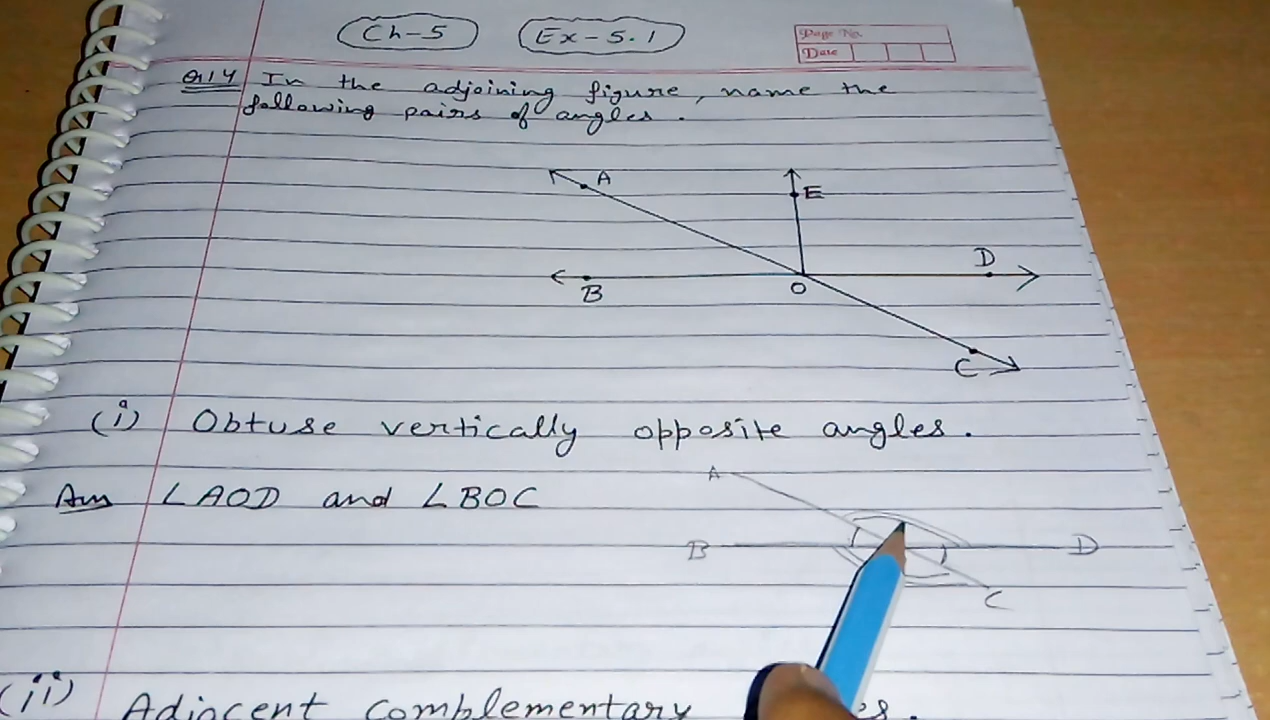 Ch-5 Ex-5.1
Page No.
Date
Q14 In the adjoining figure, name the
following pairs of angles.
A E
D
B O
C
(i) Obtuse vertically opposite angles.
A
Ans ∠AOD and ∠BOC
B D
C
(ii) Adjacent complementary